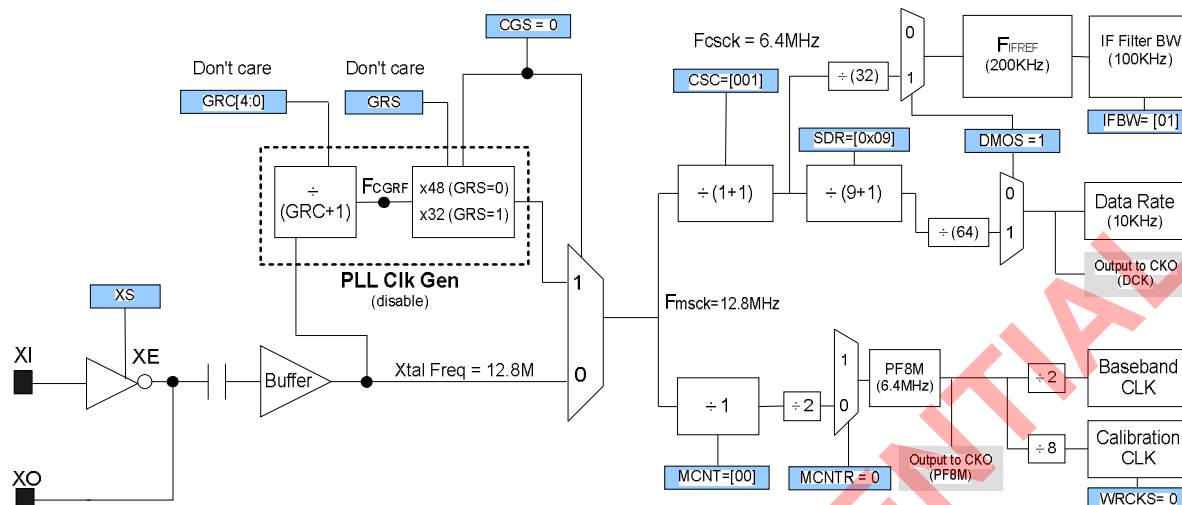 CGS = 0
Don't care
GRC[4:0]
Don't care
GRS
÷
(GRC+1)
FCGRF
x48 (GRS=0)
x32 (GRS=1)
PLL Clk Gen
(disable)
XS
XI
XE
XO
Buffer
Xtal Freq = 12.8M
1
0
Fmsck=12.8MHz
Fcsck = 6.4MHz
CSC=[001]
÷ (1+1)
÷ (32)
0
1
FIFREF
(200KHz)
IF Filter BW
(100KHz)
IFBW= [01]
SDR=[0x09]
÷ (9+1)
÷ (64)
DMOS =1
0
1
Data Rate
(10KHz)
Output to CKO
(DCK)
÷ 1
MCNT=[00]
÷ 2
1
0
MCNTR = 0
PF8M
(6.4MHz)
Output to CKO
(PF8M)
÷ 2
Baseband
CLK
÷ 8
Calibration
CLK
WRCKS= 0
ENTIAL